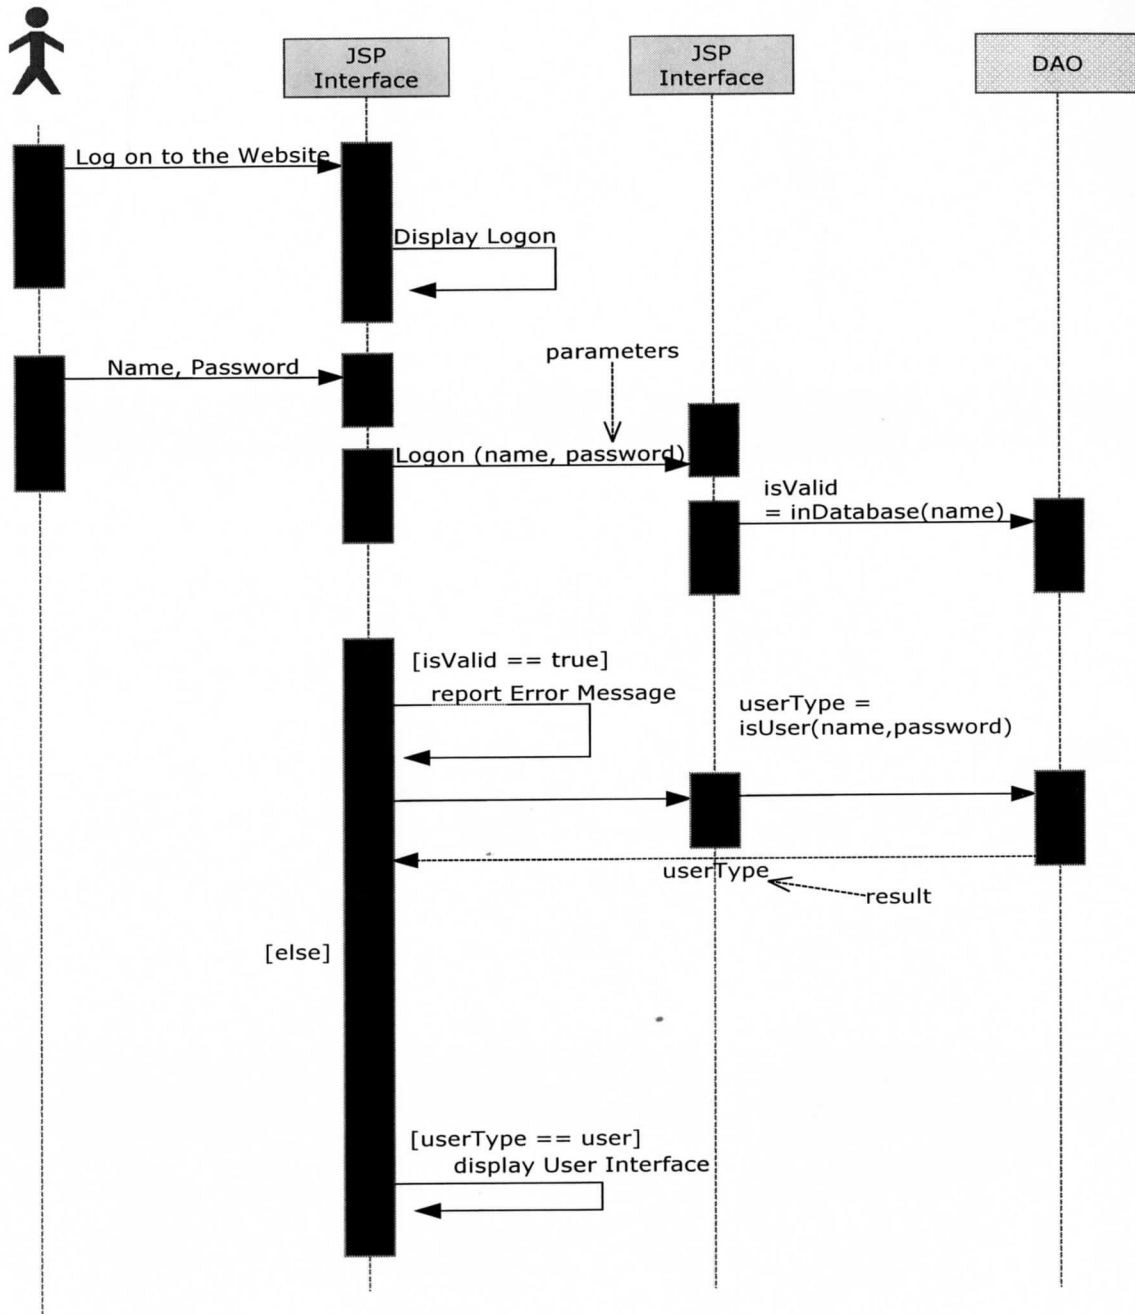 JSP
Interface
JSP
Interface
DAO
Log on to the Website
Display Logon
parameters
Name, Password
Logon (name, password)
isValid
= inDatabase(name)
[isValid == true]
report Error Message
userType =
isUser(name,password)
userType
result
[else]
[userType == user]
display User Interface